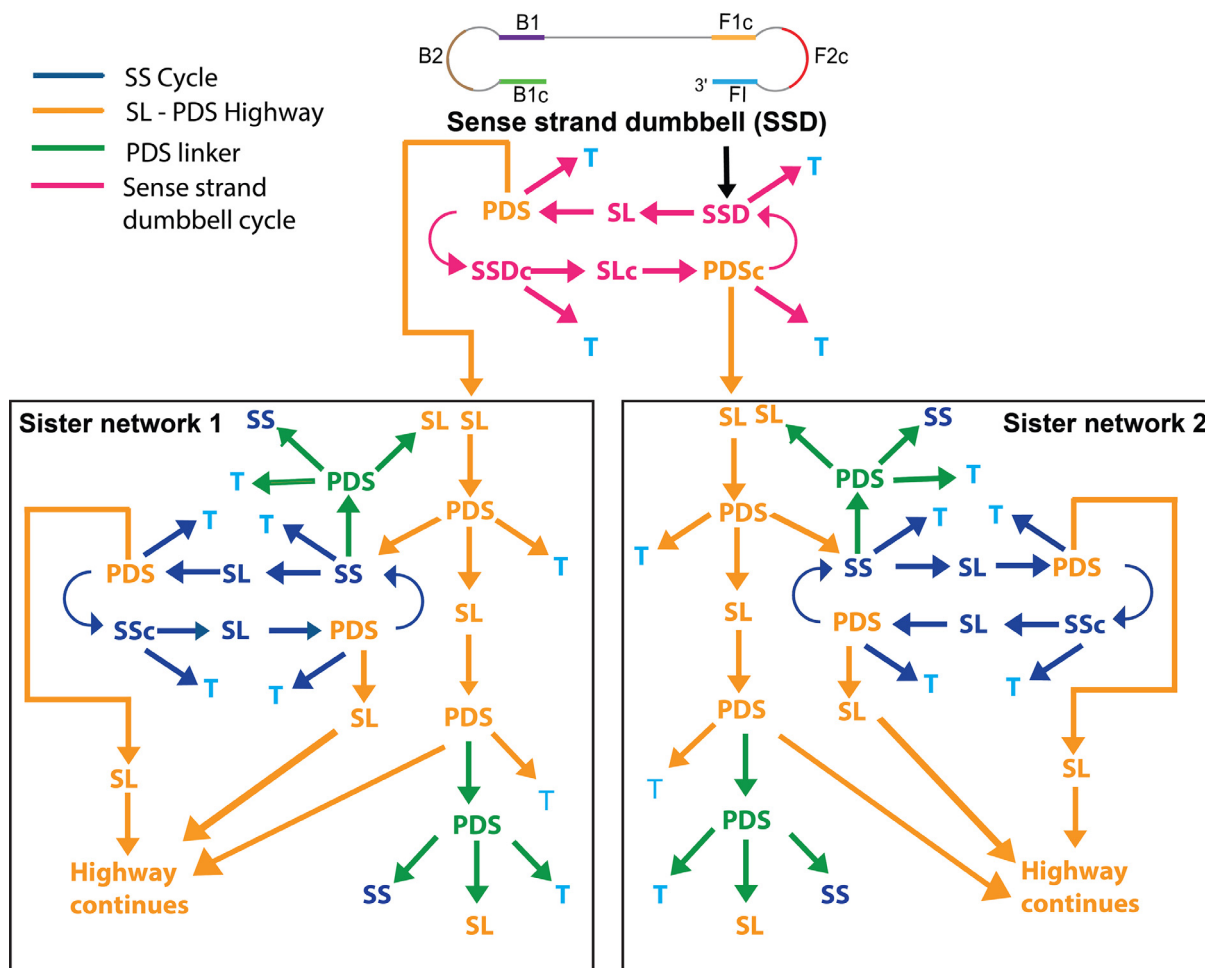 B1
F1c
B2
F2c
B1c
3'
FI
Sense strand dumbbell (SSD)
SS Cycle
SL - PDS Highway
PDS linker
Sense strand
dumbbell cycle
T
T
PDS
SL
SSD
SSDc
SLc
PDSc
T
T
Sister network 1
SS
SL
SL
T
PDS
T
T
PDS
PDS
SL
SS
T
SSc
SL
PDS
SL
T
T
SL
PDS
SL
T
Highway
continues
PDS
SS
T
SL
Sister network 2
SL
SL
SS
PDS
T
PDS
T
T
T
SS
SL
PDS
SL
PDS
SL
SSc
T
T
PDS
SL
SL
T
PDS
Highway
continues
T
SS
SL